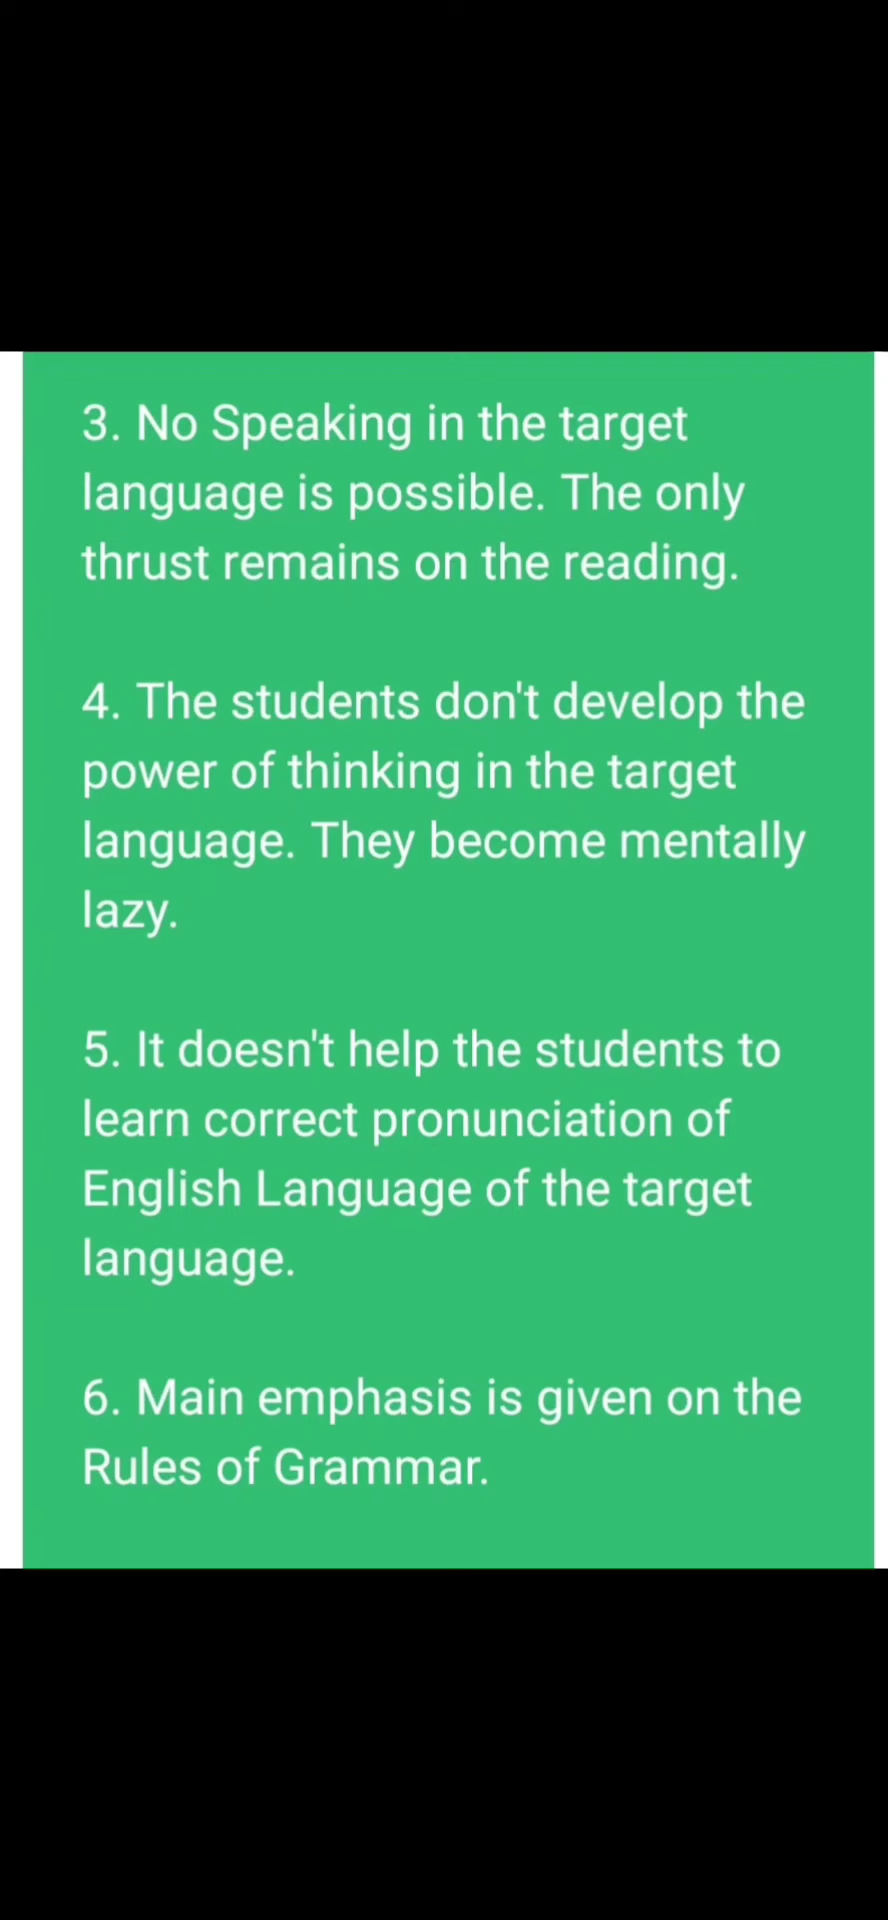 3. No Speaking in the target
language is possible. The only
thrust remains on the reading.
4. The students don't develop the
power of thinking in the target
language. They become mentally
lazy.
5. It doesn't help the students to
learn correct pronunciation of
English Language of the target
language.
6. Main emphasis is given on the
Rules of Grammar.